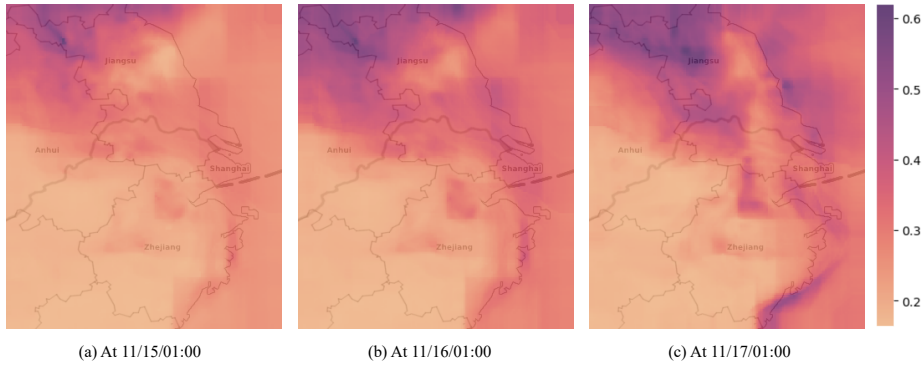 Jiangsu
Anhui
Shanghai
Zhejiang
(a) At 11/15/01:00
Jiangsu
Anhui
Shanghai
Zhejiang
(b) At 11/16/01:00
Jiangsu
Anhui
Shanghai
Zhejiang
(c) At 11/17/01:00
0.6
0.5
0.4
0.3
0.2